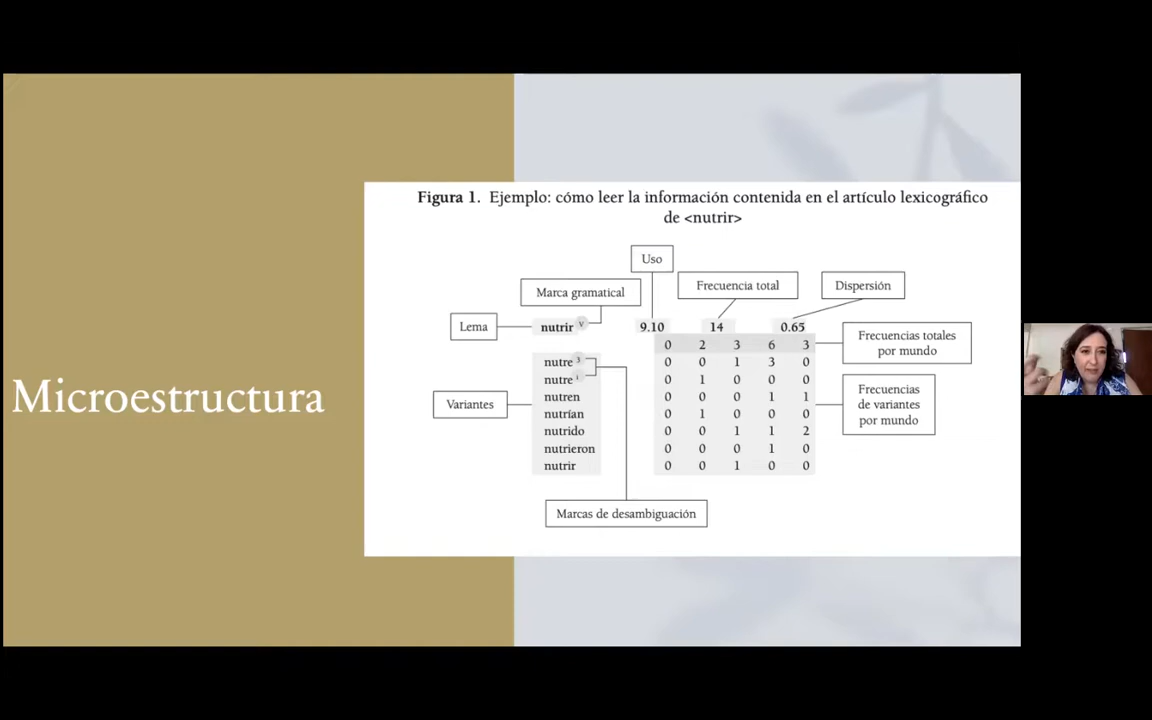 Microestructura
Figura 1. Ejemplo: cómo leer la información contenida en el artículo lexicográfico
de <nutrir>
Uso
Marca gramatical
Frecuencia total
Dispersión
Lema
nutrir V 9.10 14 0.65
0 2 3 6 3
Frecuencias totales
por mundo
Variantes
nutre 3 0 0 1 3 0
nutre i 0 1 0 0 0
nutren 0 0 0 1 1
nutrían 0 1 0 0 0
nutrido 0 0 1 1 2
nutrieron 0 0 0 1 0
nutrir 0 0 1 0 0
Frecuencias
de variantes
por mundo
Marcas de desambiguación